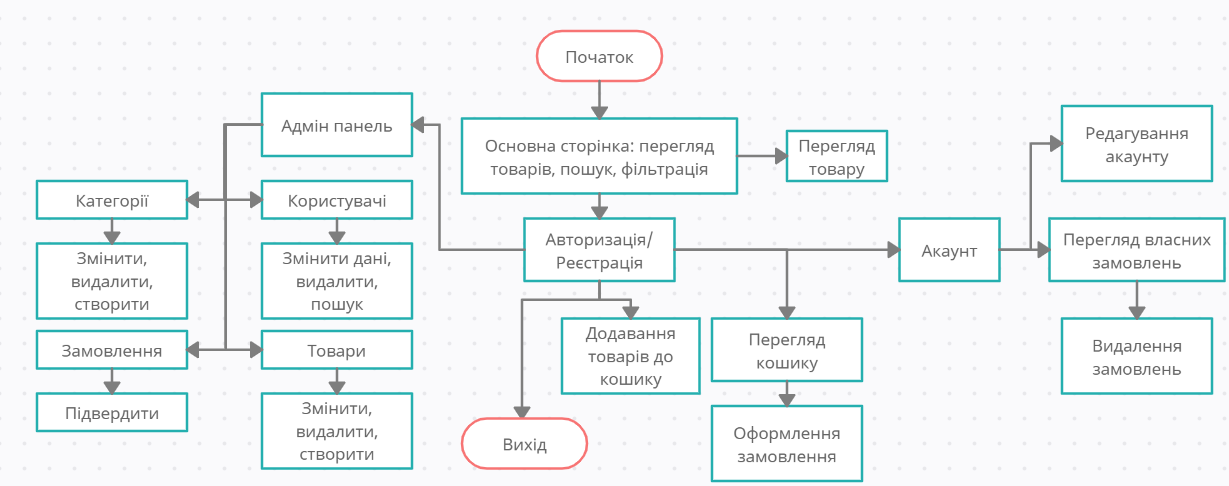 Початок
Адмін панель
Основна сторінка: перегляд
товарів, пошук, фільтрація
Перегляд
товару
Редагування
акаунту
Категорії
Користувачі
Авторизація/
Реєстрація
Акаунт
Перегляд власних
замовлень
Змінити,
видалити,
створити
Змінити дані,
видалити,
пошук
Додавання
товарів до
кошику
Перегляд
кошику
Видалення
замовлень
Замовлення
Товари
Підвердити
Змінити,
видалити,
створити
Вихід
Оформлення
замовлення